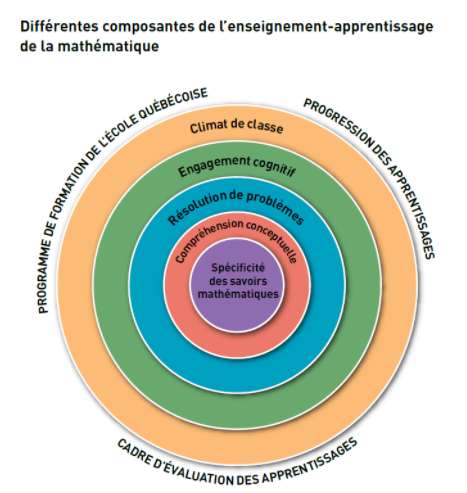 Différentes composantes de l'enseignement-apprentissage
de la mathématique
PROGRAMME DE FORMATION DE L'ÉCOLE QUÉBÉCOISE
PROGRESSION DES APPRENTISSAGES
Climat de classe
Engagement cognitif
Résolution de problèmes
Compréhension conceptuelle
Spécificité
des savoirs
mathématiques
CADRE D'ÉVALUATION DES APPRENTISSAGES